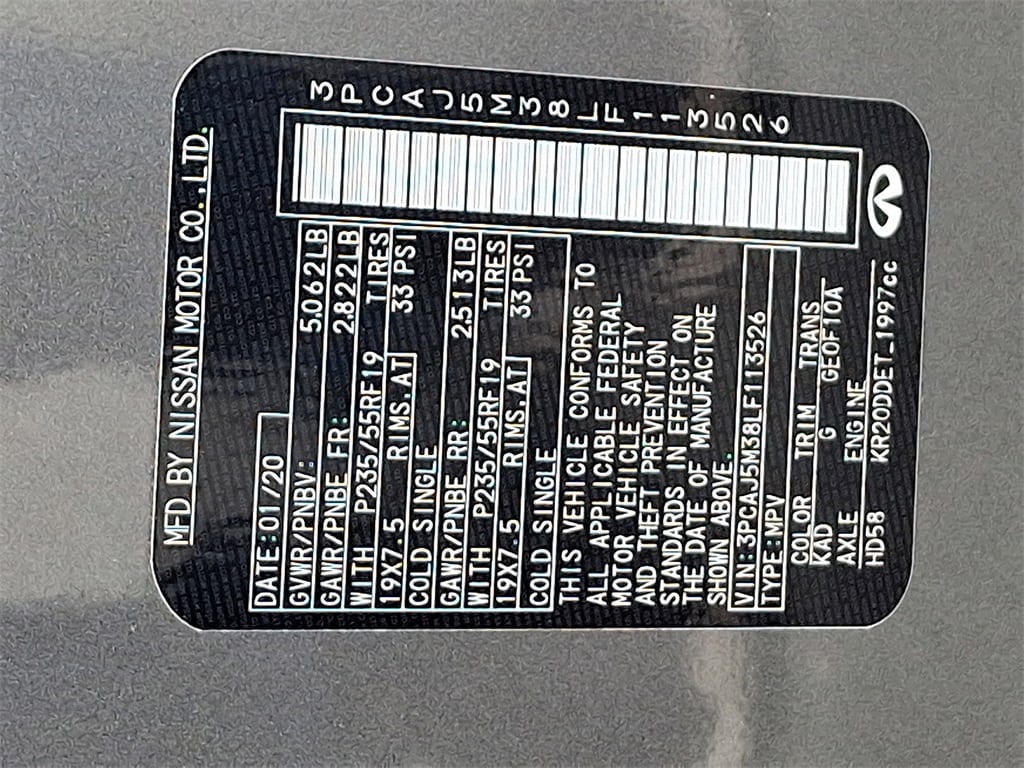 MFD BY NISSAN MOTOR CO.,LTD.
DATE:01/20
GVWR/PNBV: 5.062LB
GAWR/PNBE FR: 2.822LB
WITH P235/55RF19 TIRES
19X7.5 RIMS.AT 33 PSI
COLD SINGLE
GAWR/PNBE RR: 2513LB
WITH P235/55RF19 TIRES
19X7.5 RIMS.AT 33 PSI
COLD SINGLE
THIS VEHICLE CONFORMS TO
ALL APPLICABLE FEDERAL
MOTOR VEHICLE SAFETY
AND THEFT PREVENTION
STANDARDS IN EFFECT ON
THE DATE OF MANUFACTURE
SHOWN ABOVE.
VIN:3PCAJ5M38LF113526
TYPE:MPV
COLOR TRIM TRANS
KAD G GE0F10A
AXLE ENGINE
HD58 KR20DDET.1997cc
3PCAJ5M38LF113526